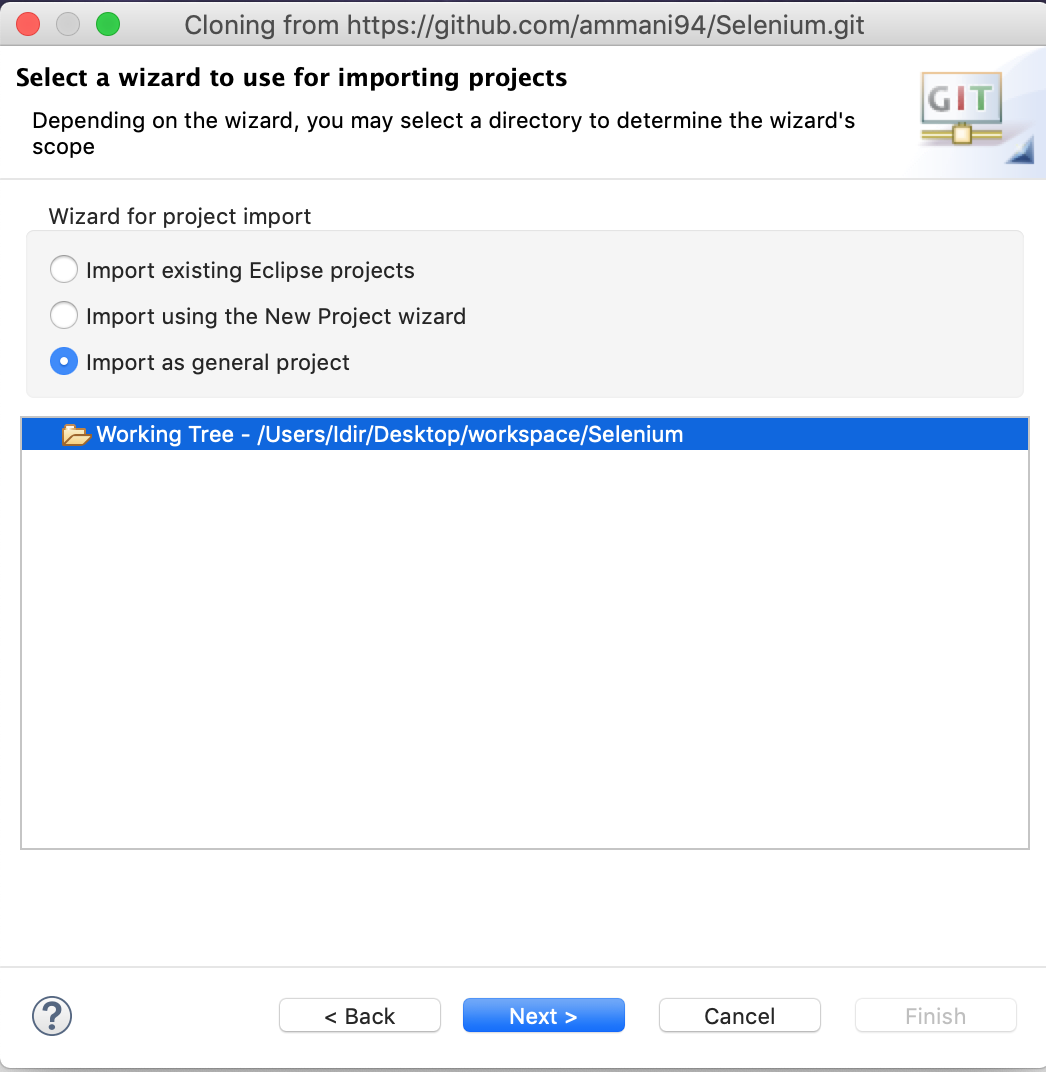 Cloning from https://github.com/ammani94/Selenium.git
Select a wizard to use for importing projects
Depending on the wizard, you may select a directory to determine the wizard's
scope
GIT
Wizard for project import
Import existing Eclipse projects
Import using the New Project wizard
Import as general project
Working Tree - /Users/Idir/Desktop/workspace/Selenium
?
< Back
Next >
Cancel
Finish